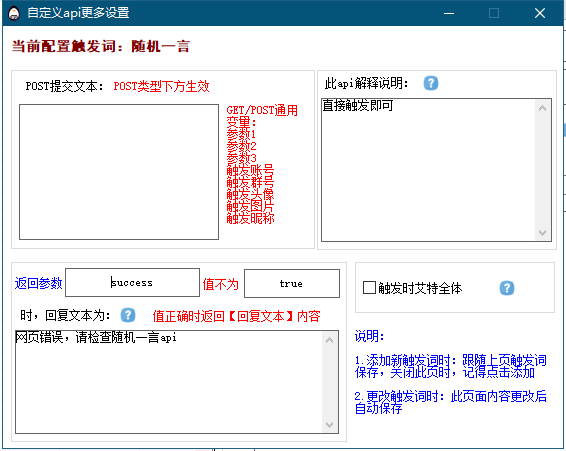 自定义api更多设置
当前配置触发词：随机一言
POST提交文本： POST类型下方生效
GET/POST通用
变量：
参数1
参数2
参数3
触发账号
触发群号
触发头像
触发图片
触发昵称
此api解释说明： ?
直接触发即可
返回参数 success 值不为 true
时，回复文本为： ? 值正确时返回【回复文本】内容
网页错误，请检查随机一言api
触发时艾特全体 ?
说明：
1.添加新触发词时：跟随上页触发词
保存，关闭此页时，记得点击添加
2.更改触发词时：此页面内容更改后
自动保存